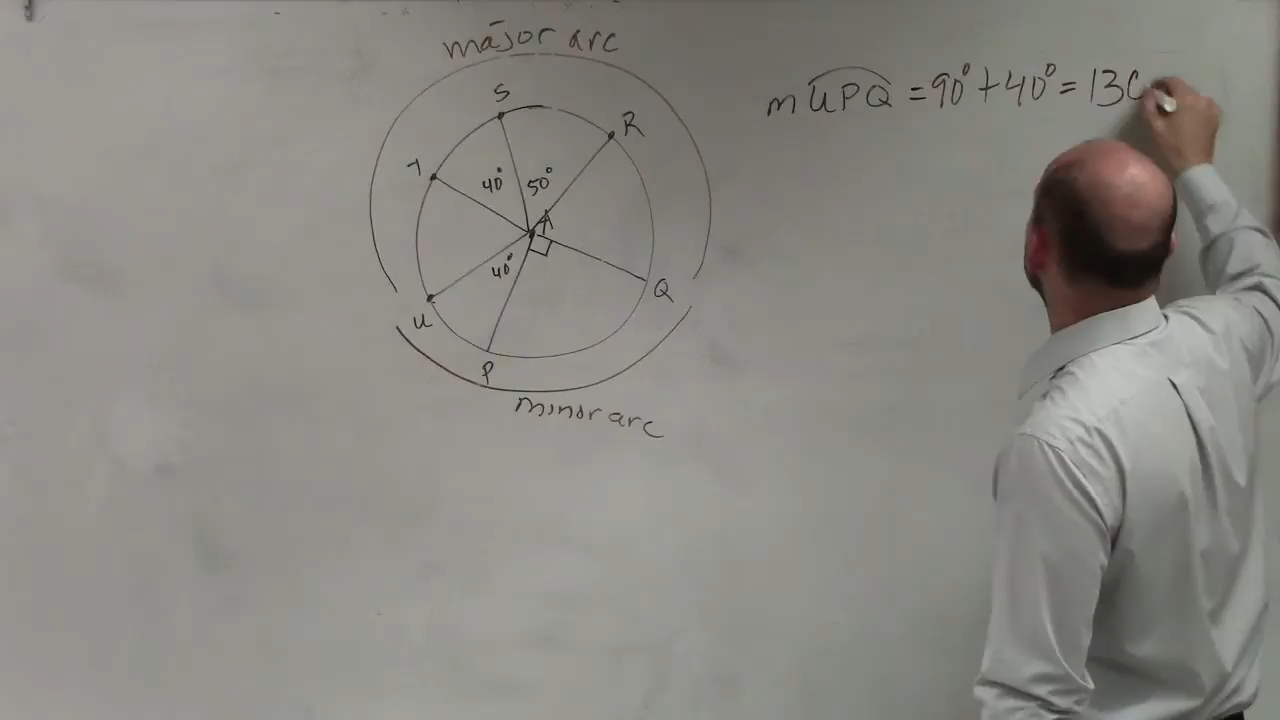 major arc
S
R
T
40° 50°
A
40°
Q
U
P
minor arc
m UPQ = 90° + 40° = 130